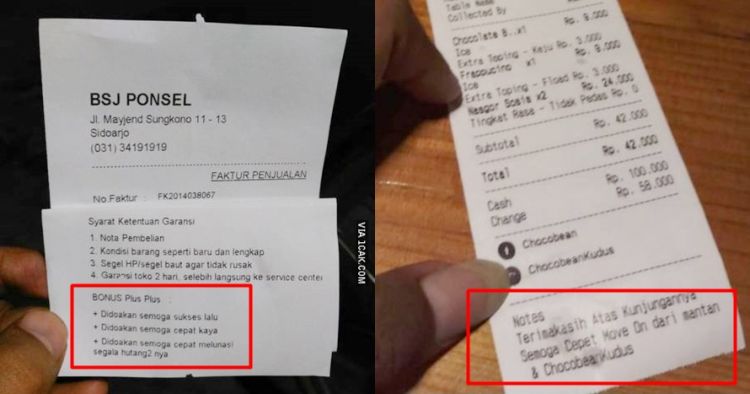 BSJ PONSEL
Jl. Mayjend Sungkono 11 - 13
Sidoarjo
(031) 34191919
FAKTUR PENJUALAN
No.Faktur : FK2014038067
Syarat Ketentuan Garansi
1. Nota Pembelian
2. Kondisi barang seperti baru dan lengkap
3. Segel HP/segel baut agar tidak rusak
4. Garansi toko 2 hari, selebih langsung ke service center
BONUS Plus Plus :
+ Didoakan semoga sukses lalu
+ Didoakan semoga cepat kaya
+ Didoakan semoga cepat melunasi
segala hutang2 nya
VIA 1CAK.COM
Table Name
Collected By
Chocolate B..x1 Rp. 9.000
Ice
Extra Toping - Keju Rp. 3.000
Frappucino x1 Rp. 9.000
Ice
Extra Toping - Float Rp. 3.000
Nasgor Sosis x2 Rp. 24.000
Tingkat Rasa - Tidak Pedas Rp. 0
Subtotal Rp. 42.000
Total Rp. 42.000
Cash Rp. 100.000
Change Rp. 58.000
Chocobean
ChocobeanKudus
Notes
Terimakasih Atas Kunjungannya
Semoga Cepet Move On dari mantan
& ChocobeanKudus